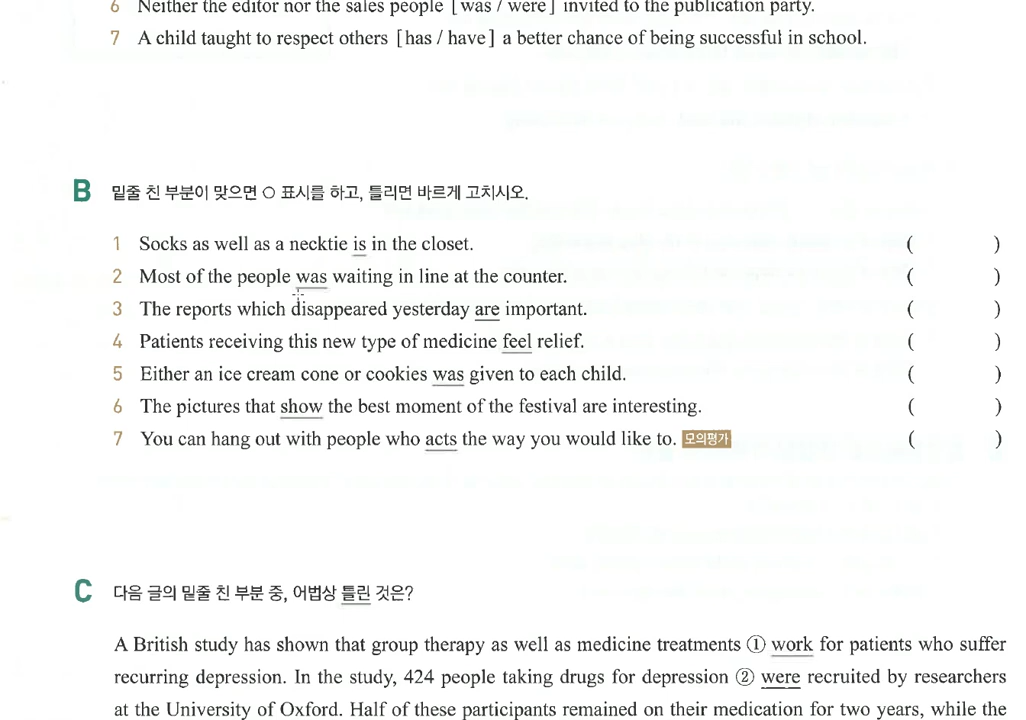 6 Neither the editor nor the sales people [was / were] invited to the publication party.
7 A child taught to respect others [has / have] a better chance of being successful in school.
B 밑줄 친 부분이 맞으면 ○ 표시를 하고, 틀리면 바르게 고치시오.
1 Socks as well as a necktie is in the closet. ( )
2 Most of the people was waiting in line at the counter. ( )
3 The reports which disappeared yesterday are important. ( )
4 Patients receiving this new type of medicine feel relief. ( )
5 Either an ice cream cone or cookies was given to each child. ( )
6 The pictures that show the best moment of the festival are interesting. ( )
7 You can hang out with people who acts the way you would like to. 모의평가 ( )
C 다음 글의 밑줄 친 부분 중, 어법상 틀린 것은?
A British study has shown that group therapy as well as medicine treatments ① work for patients who suffer
recurring depression. In the study, 424 people taking drugs for depression ② were recruited by researchers
at the University of Oxford. Half of these participants remained on their medication for two years, while the